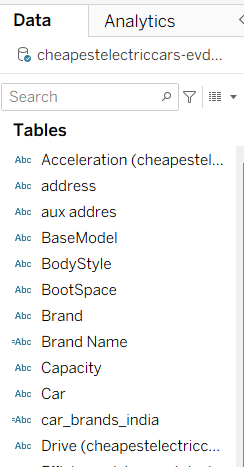 Data
Analytics
cheapestelectriccars-evd...
Search
Tables
Abc Acceleration (cheapestel...
Abc address
Abc aux addres
Abc BaseModel
Abc BodyStyle
Abc BootSpace
Abc Brand
=Abc Brand Name
Abc Capacity
Abc Car
=Abc car_brands_india
Abc Drive (cheapestelectricc...